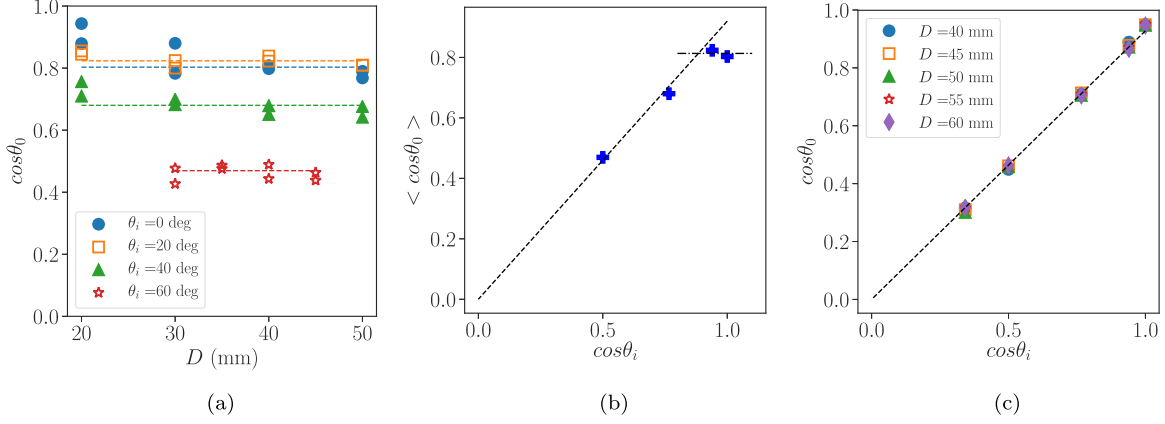 1.0
0.8
0.6
0.4
0.2
0.0
cosθ₀
θᵢ =0 deg
θᵢ =20 deg
θᵢ =40 deg
θᵢ =60 deg
20 30 40 50
D (mm)
(a)
0.8
0.6
0.4
0.2
0.0
< cosθ₀ >
0.0 0.5 1.0
cosθᵢ
(b)
1.0
0.8
0.6
0.4
0.2
0.0
cosθ₀
D =40 mm
D =45 mm
D =50 mm
D =55 mm
D =60 mm
0.0 0.5 1.0
cosθᵢ
(c)